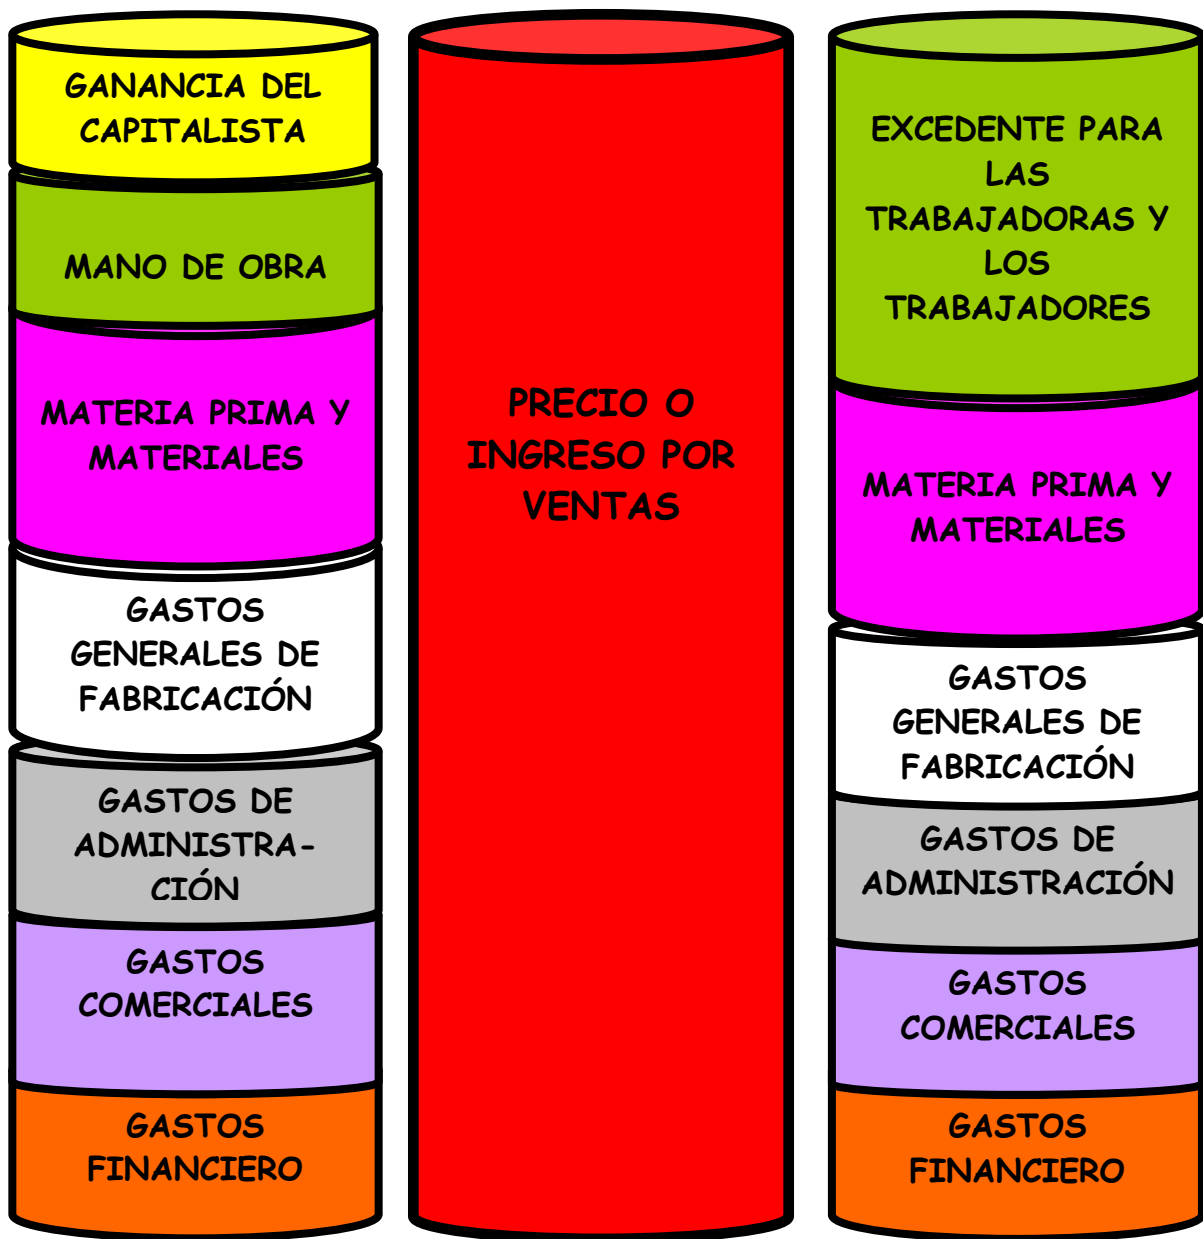 GANANCIA DEL
CAPITALISTA
MANO DE OBRA
MATERIA PRIMA Y
MATERIALES
GASTOS
GENERALES DE
FABRICACIÓN
GASTOS DE
ADMINISTRA-
CIÓN
GASTOS
COMERCIALES
GASTOS
FINANCIERO
PRECIO O
INGRESO POR
VENTAS
EXCEDENTE PARA
LAS
TRABAJADORAS Y
LOS
TRABAJADORES
MATERIA PRIMA Y
MATERIALES
GASTOS
GENERALES DE
FABRICACIÓN
GASTOS DE
ADMINISTRACIÓN
GASTOS
COMERCIALES
GASTOS
FINANCIERO